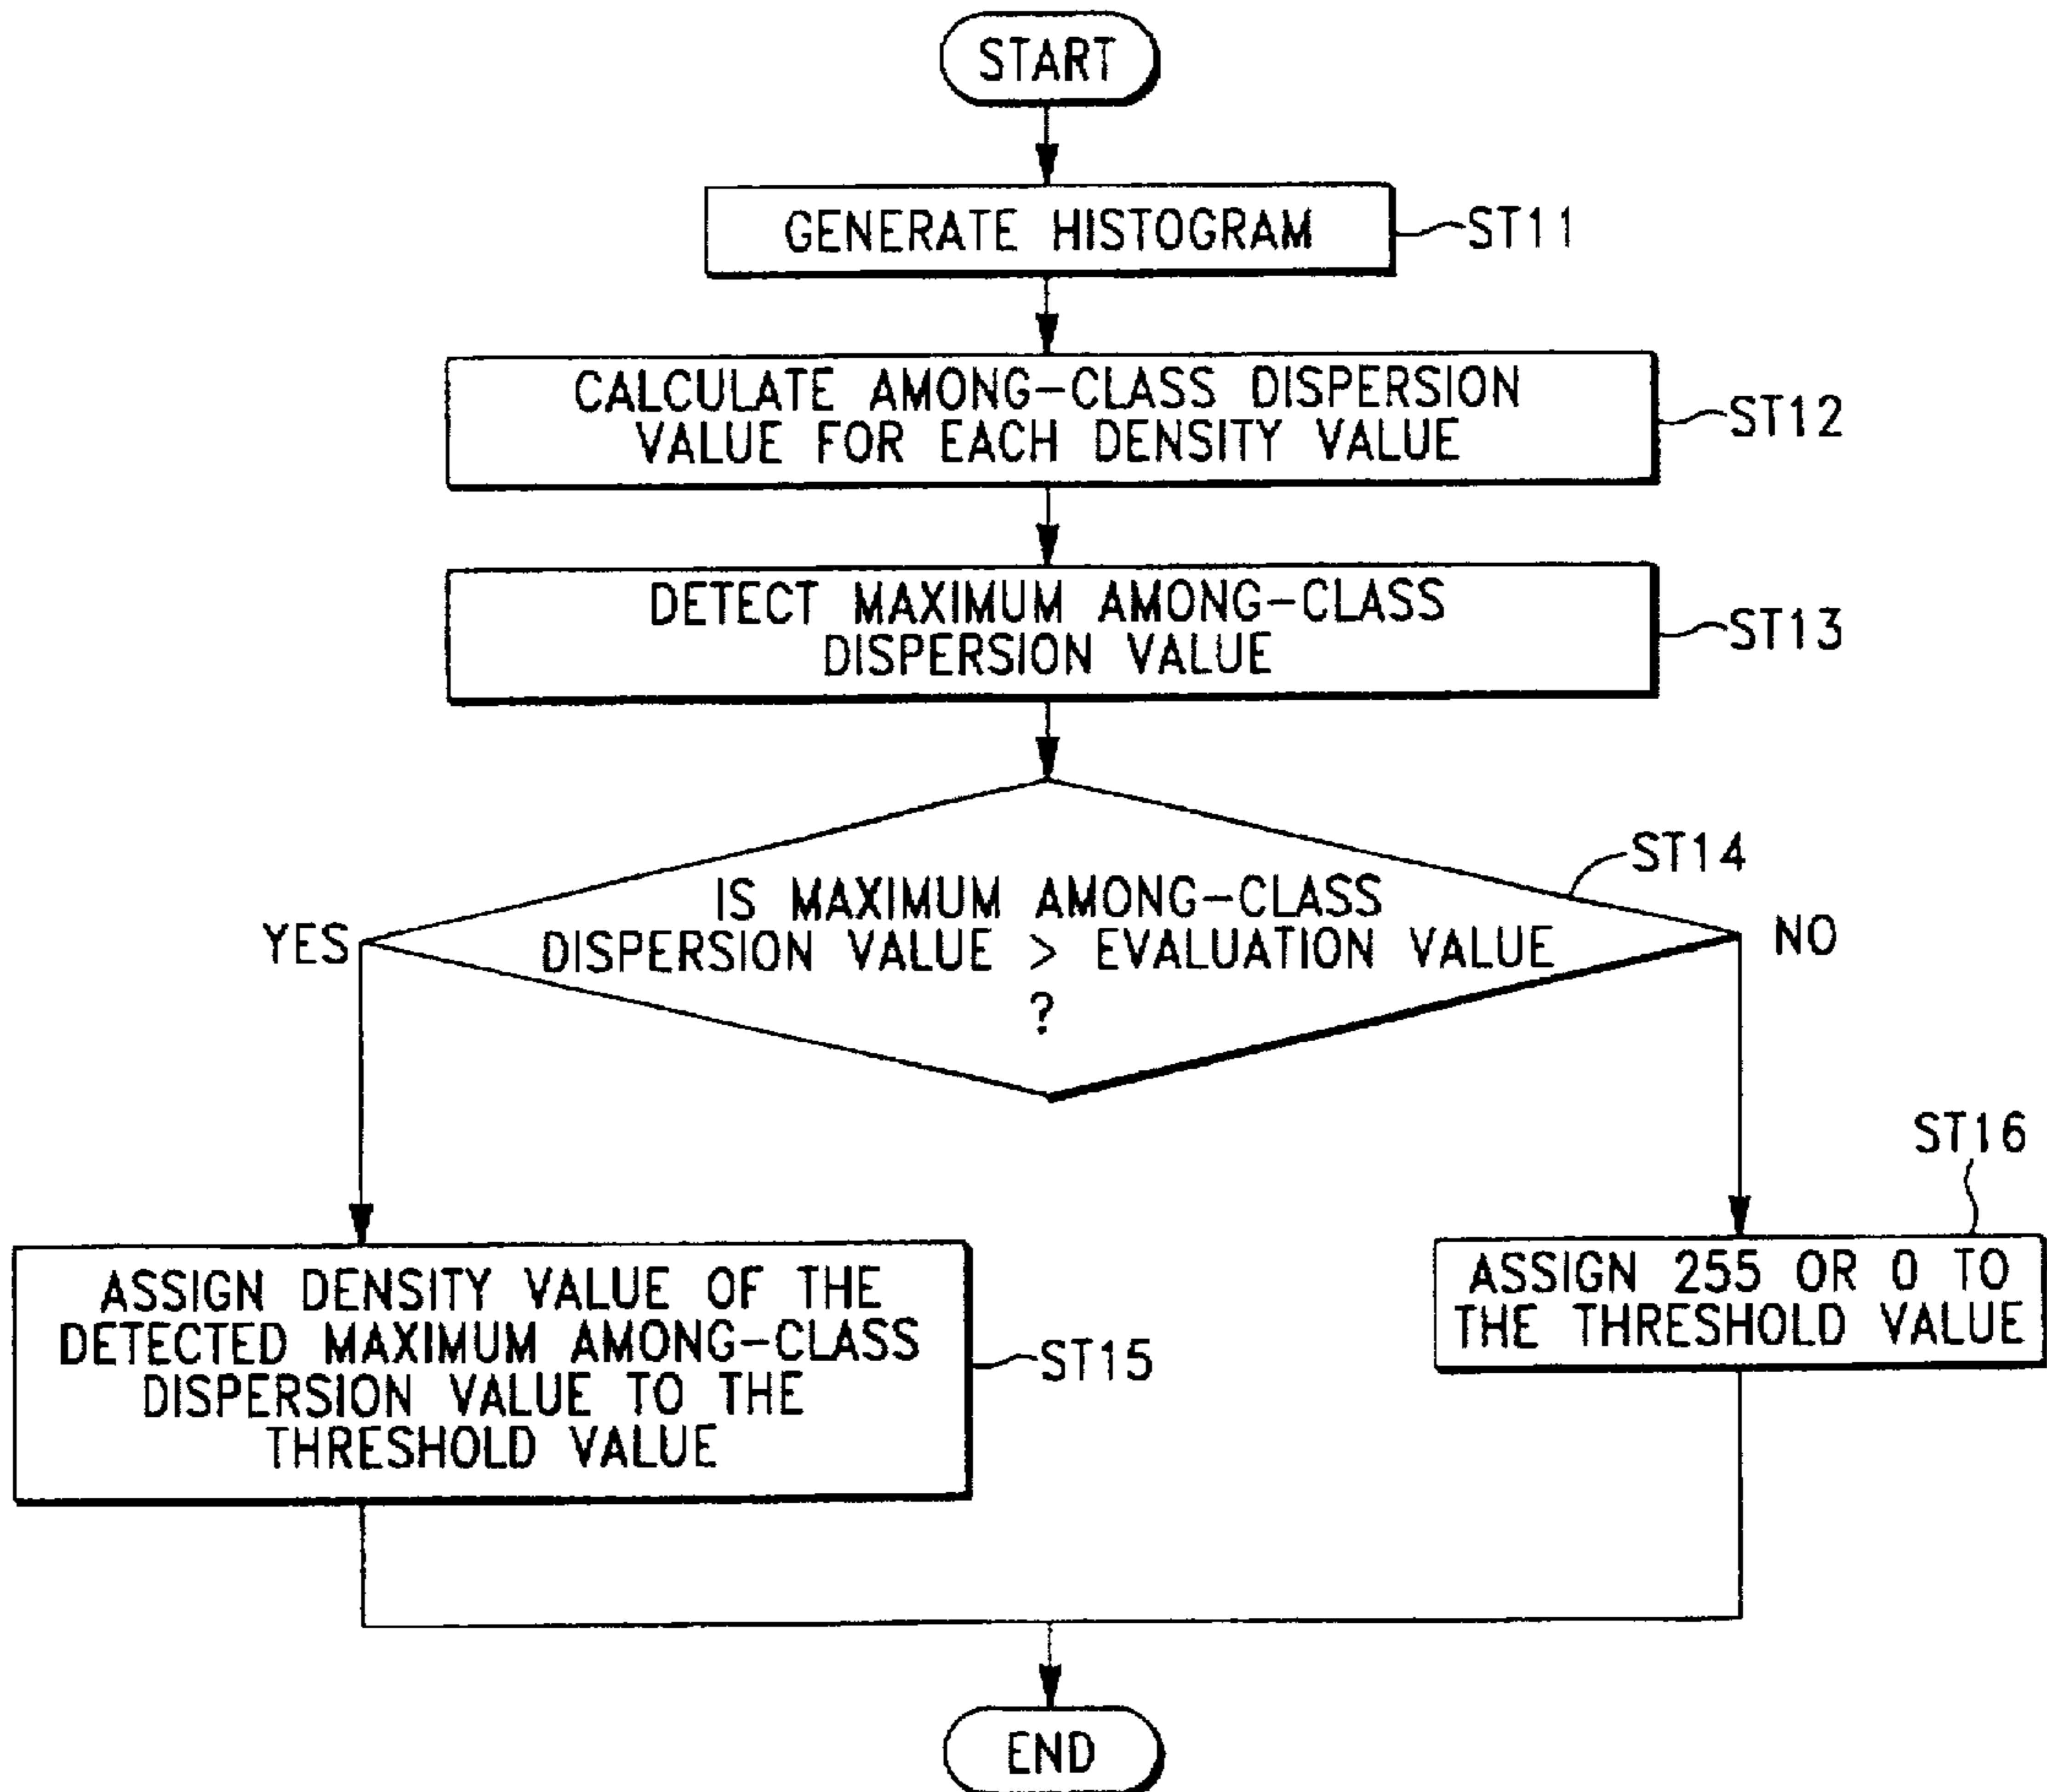 START
GENERATE HISTOGRAM
ST11
CALCULATE AMONG-CLASS DISPERSION
VALUE FOR EACH DENSITY VALUE
ST12
DETECT MAXIMUM AMONG-CLASS
DISPERSION VALUE
ST13
ST14
IS MAXIMUM AMONG-CLASS
DISPERSION VALUE > EVALUATION VALUE
?
YES
NO
ASSIGN DENSITY VALUE OF THE
DETECTED MAXIMUM AMONG-CLASS
DISPERSION VALUE TO THE
THRESHOLD VALUE
ST15
ST16
ASSIGN 255 OR 0 TO
THE THRESHOLD VALUE
END